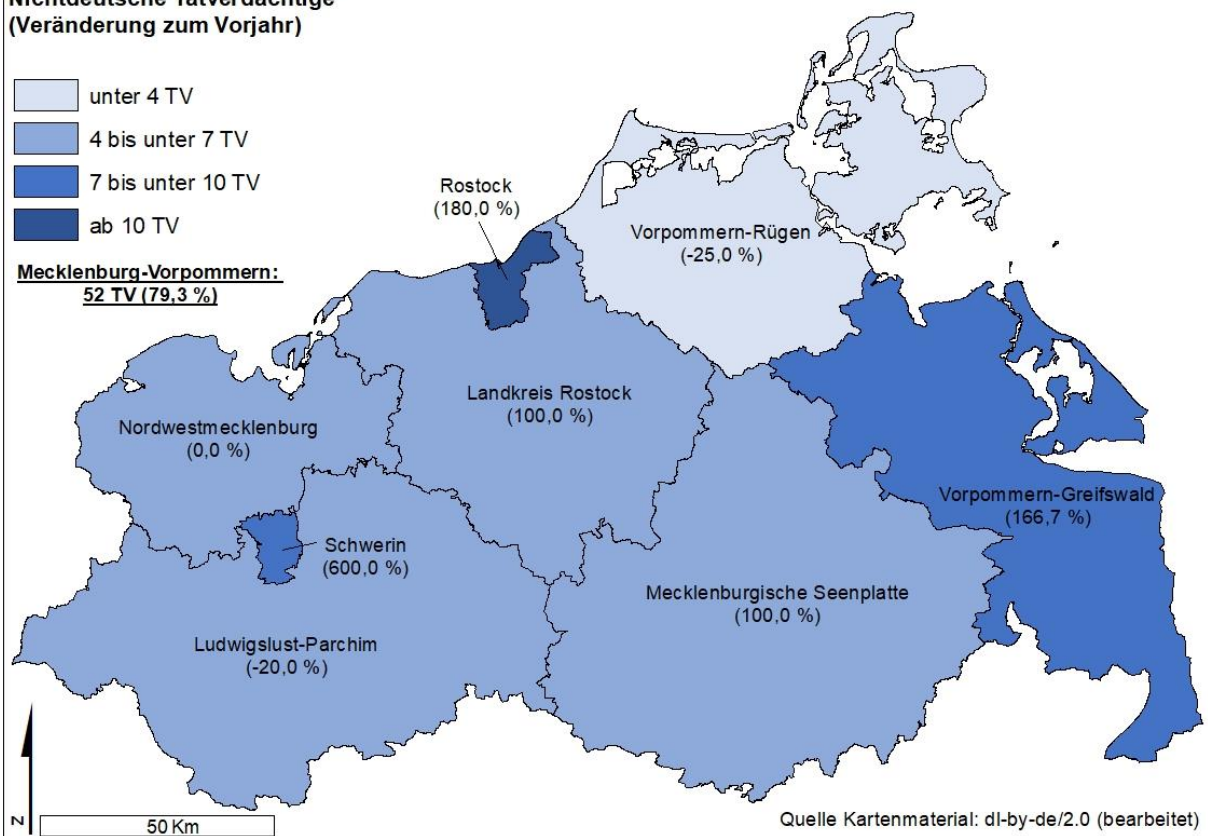 Nichtdeutsche Tatverdächtige
(Veränderung zum Vorjahr)
unter 4 TV
4 bis unter 7 TV
7 bis unter 10 TV
ab 10 TV
Mecklenburg-Vorpommern:
52 TV (79,3 %)
Rostock
(180,0 %)
Vorpommern-Rügen
(-25,0 %)
Landkreis Rostock
(100,0 %)
Nordwestmecklenburg
(0,0 %)
Vorpommern-Greifswald
(166,7 %)
Schwerin
(600,0 %)
Mecklenburgische Seenplatte
(100,0 %)
Ludwigslust-Parchim
(-20,0 %)
N
50 Km
Quelle Kartenmaterial: dl-by-de/2.0 (bearbeitet)